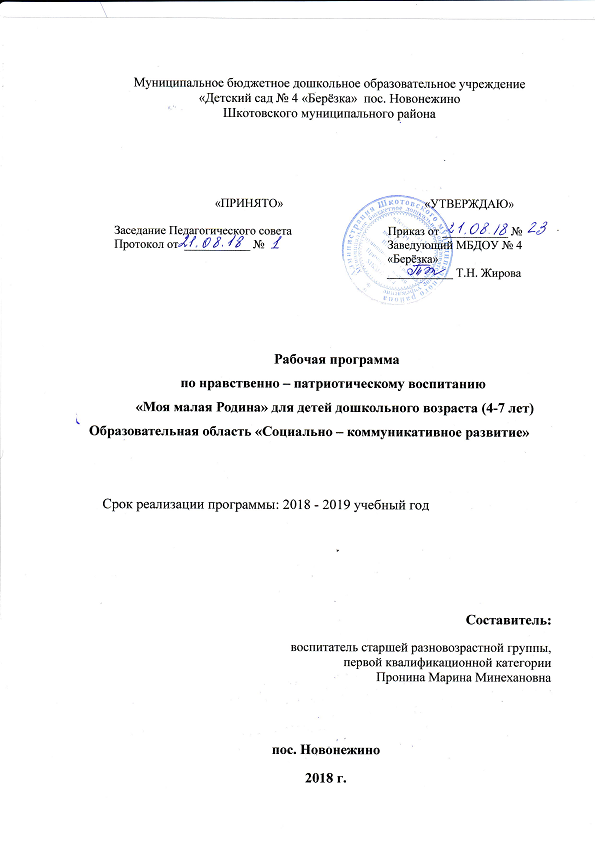 Муниципальное бюджетное дошкольное образовательное учреждение
«Детский сад № 4 «Берёзка» пос. Новонежино
Шкотовского муниципального района
«ПРИНЯТО» «УТВЕРЖДАЮ»
Заседание Педагогического совета
Протокол от 21.08.18 № 1
Приказ от 21.08.18 № 23
Заведующий МБДОУ № 4
«Берёзка»
Т.Н. Жирова
Рабочая программа
по нравственно – патриотическому воспитанию
«Моя малая Родина» для детей дошкольного возраста (4-7 лет)
Образовательная область «Социально – коммуникативное развитие»
Срок реализации программы: 2018 - 2019 учебный год
Составитель:
воспитатель старшей разновозрастной группы,
первой квалификационной категории
Пронина Марина Минехановна
пос. Новонежино
2018 г.